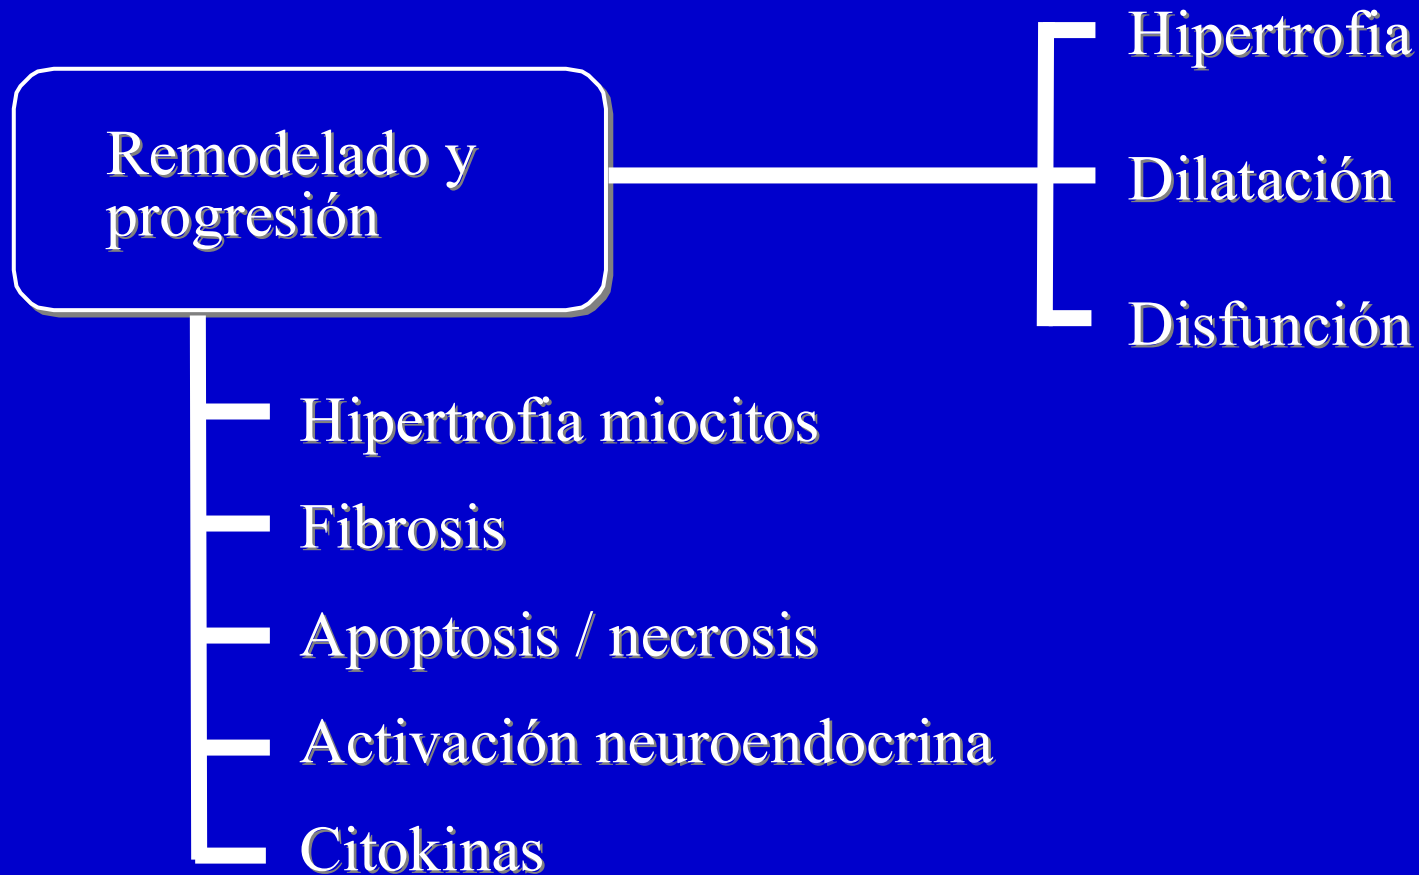 Remodelado y
progresión
Hipertrofia
Dilatación
Disfunción
Hipertrofia miocitos
Fibrosis
Apoptosis / necrosis
Activación neuroendocrina
Citokinas